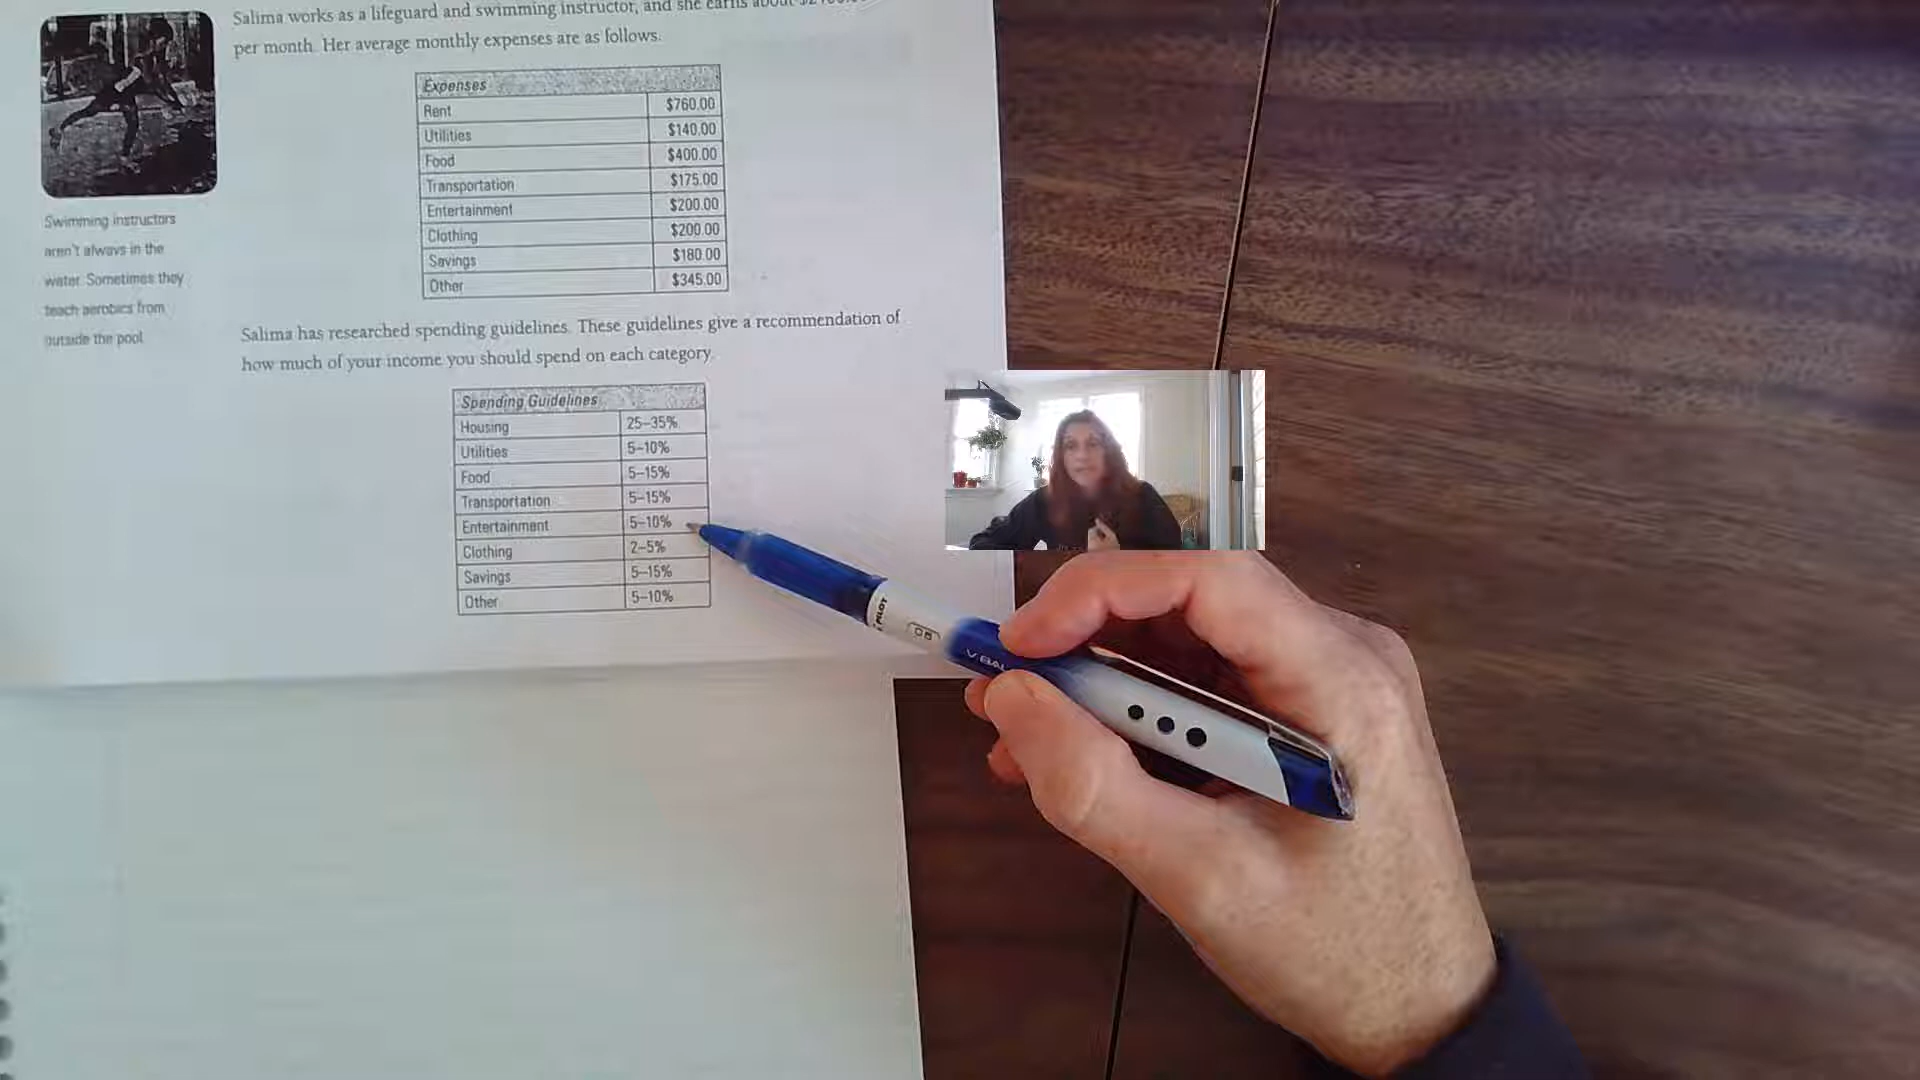 Salima works as a lifeguard and swimming instructor, and she earns about
per month. Her average monthly expenses are as follows.
Expenses
Rent $760.00
Utilities $140.00
Food $400.00
Transportation $175.00
Entertainment $200.00
Clothing $200.00
Savings $180.00
Other $345.00
Swimming instructors
aren't always in the
water. Sometimes they
teach aerobics from
outside the pool.
Salima has researched spending guidelines. These guidelines give a recommendation of
how much of your income you should spend on each category.
Spending Guidelines
Housing 25–35%
Utilities 5–10%
Food 5–15%
Transportation 5–15%
Entertainment 5–10%
Clothing 2–5%
Savings 5–15%
Other 5–10%
PILOT